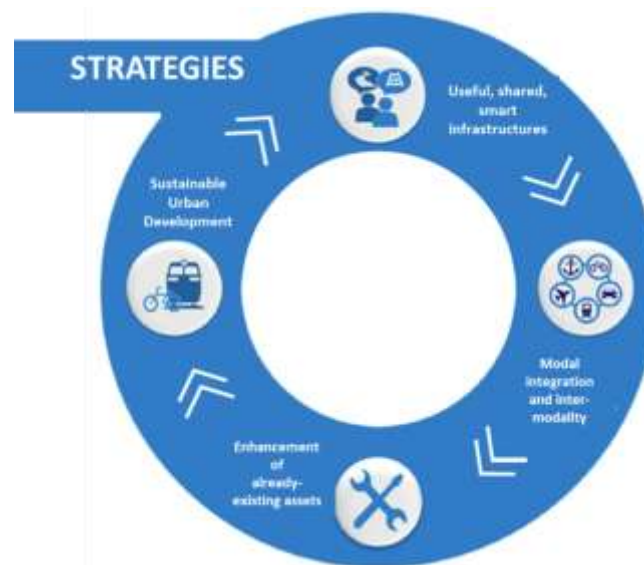 STRATEGIES
Useful, shared,
smart
infrastructures
Modal
integration
and inter-
modality
Enhancement
of
already-
existing assets
Sustainable
Urban
Development